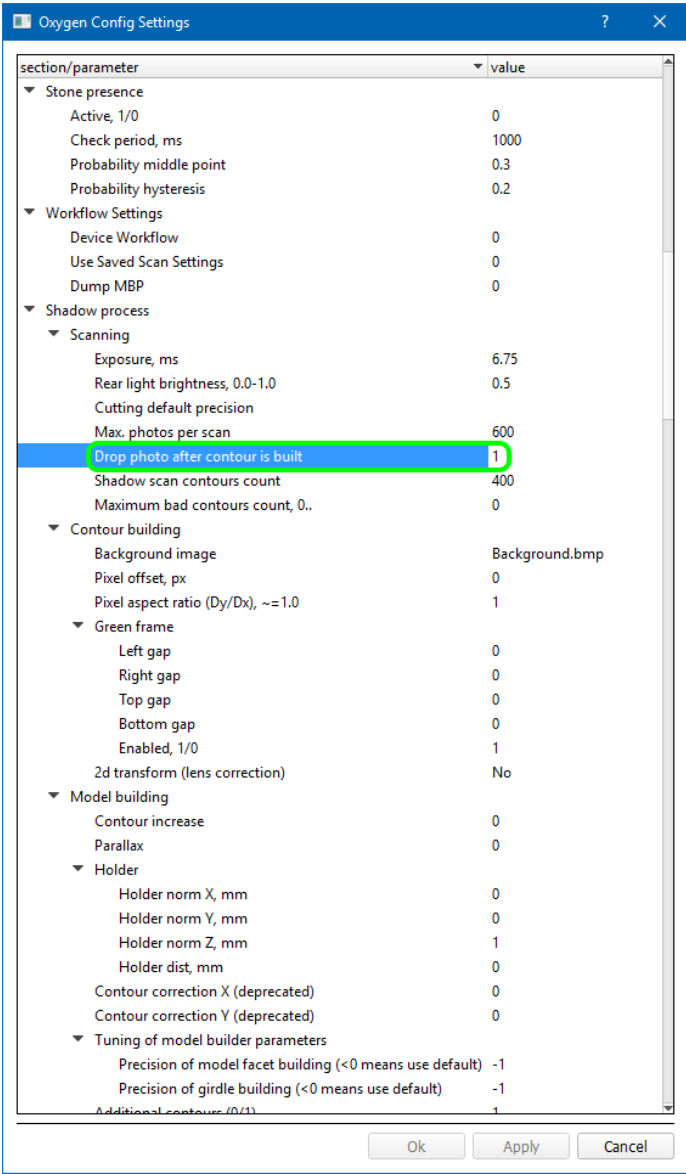 Oxygen Config Settings ? ×
section/parameter value
Stone presence
Active, 1/0 0
Check period, ms 1000
Probability middle point 0.3
Probability hysteresis 0.2
Workflow Settings
Device Workflow 0
Use Saved Scan Settings 0
Dump MBP 0
Shadow process
Scanning
Exposure, ms 6.75
Rear light brightness, 0.0-1.0 0.5
Cutting default precision
Max. photos per scan 600
Drop photo after contour is built 1
Shadow scan contours count 400
Maximum bad contours count, 0.. 0
Contour building
Background image Background.bmp
Pixel offset, px 0
Pixel aspect ratio (Dy/Dx), ~=1.0 1
Green frame
Left gap 0
Right gap 0
Top gap 0
Bottom gap 0
Enabled, 1/0 1
2d transform (lens correction) No
Model building
Contour increase 0
Parallax 0
Holder
Holder norm X, mm 0
Holder norm Y, mm 0
Holder norm Z, mm 1
Holder dist, mm 0
Contour correction X (deprecated) 0
Contour correction Y (deprecated) 0
Tuning of model builder parameters
Precision of model facet building (<0 means use default) -1
Precision of girdle building (<0 means use default) -1
Additional contours (0/1) 1
Ok Apply Cancel